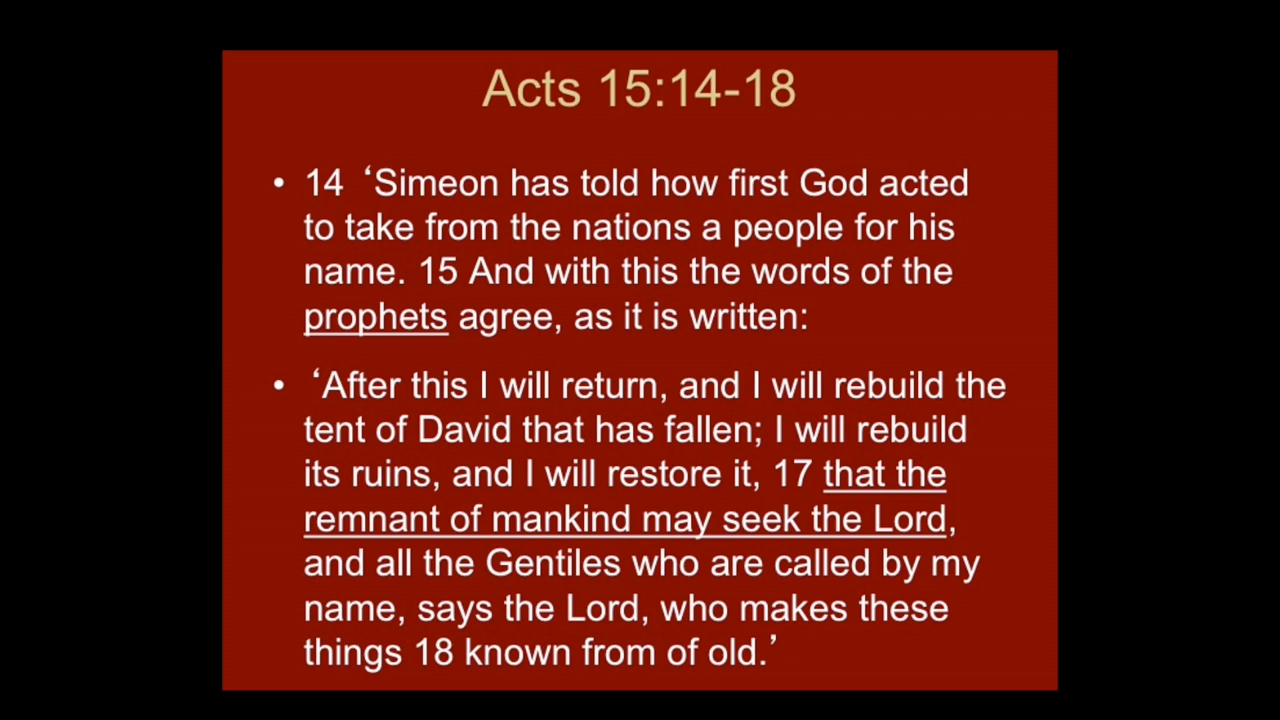 Acts 15:14-18
• 14 ‘Simeon has told how first God acted
to take from the nations a people for his
name. 15 And with this the words of the
prophets agree, as it is written:
• ‘After this I will return, and I will rebuild the
tent of David that has fallen; I will rebuild
its ruins, and I will restore it, 17 that the
remnant of mankind may seek the Lord,
and all the Gentiles who are called by my
name, says the Lord, who makes these
things 18 known from of old.’